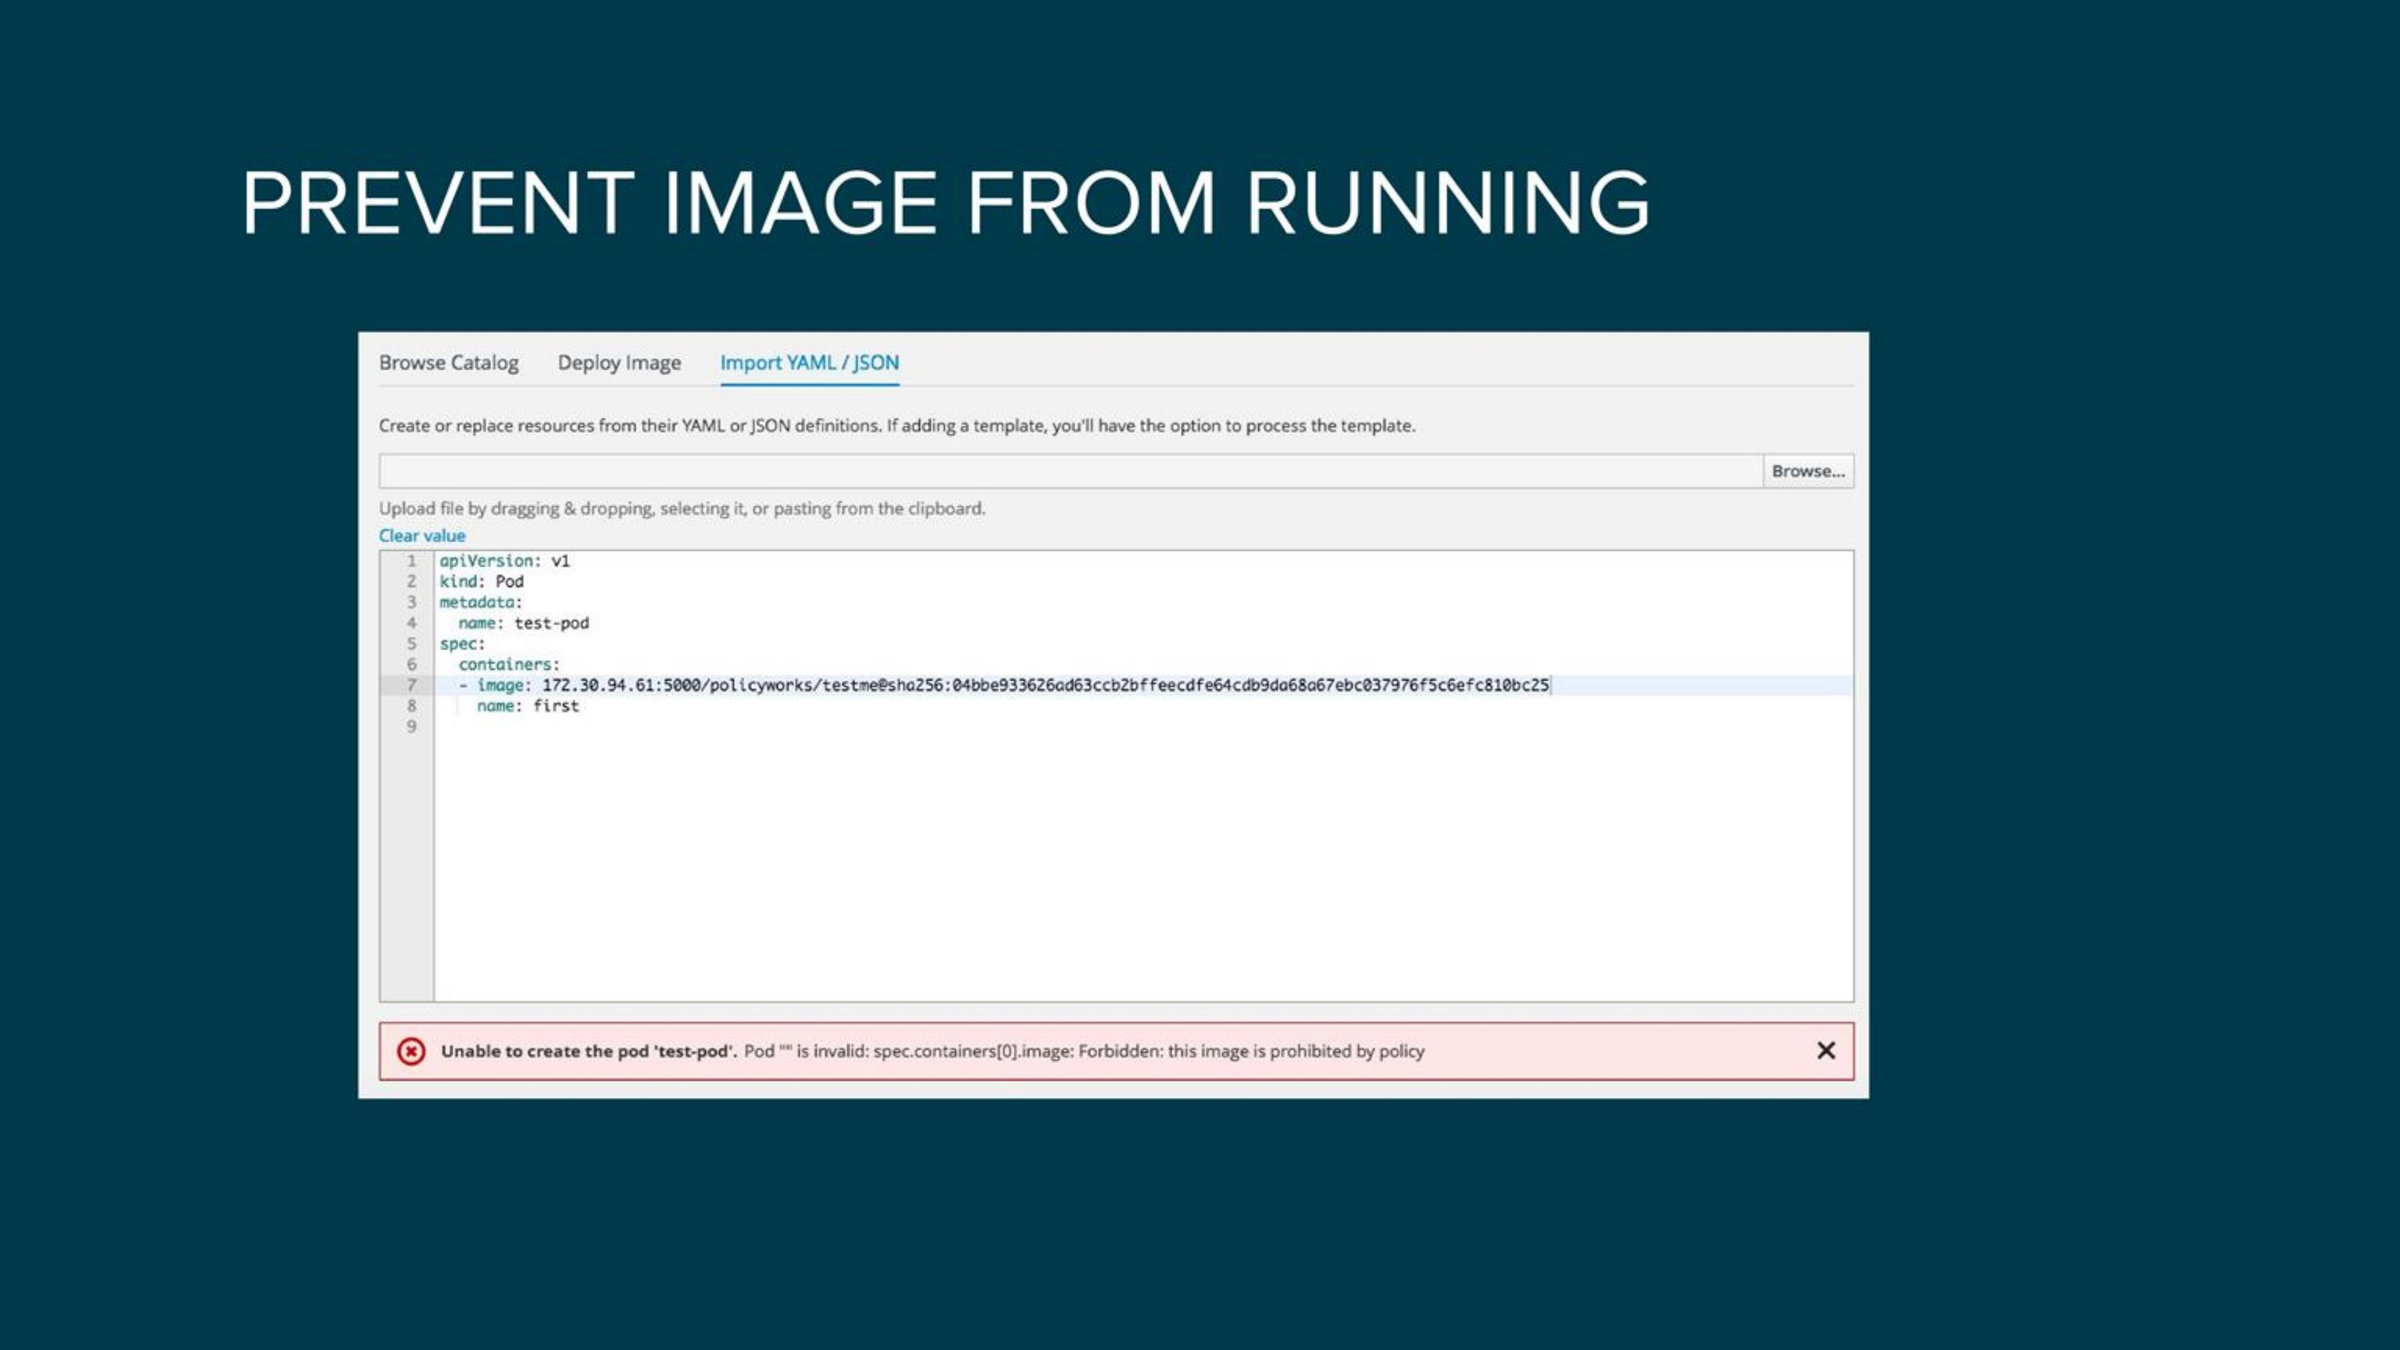 PREVENT IMAGE FROM RUNNING
Browse Catalog Deploy Image Import YAML / JSON
Create or replace resources from their YAML or JSON definitions. If adding a template, you'll have the option to process the template.
Browse...
Upload file by dragging & dropping, selecting it, or pasting from the clipboard.
Clear value
1 apiVersion: v1
2 kind: Pod
3 metadata:
4 name: test-pod
5 spec:
6 containers:
7 - image: 172.30.94.61:5000/policyworks/testme@sha256:04bbe933626ad63ccb2bffeecdfe64cdb9da68a67ebc037976f5c6efc810bc25
8 name: first
9
Unable to create the pod 'test-pod'. Pod "" is invalid: spec.containers[0].image: Forbidden: this image is prohibited by policy